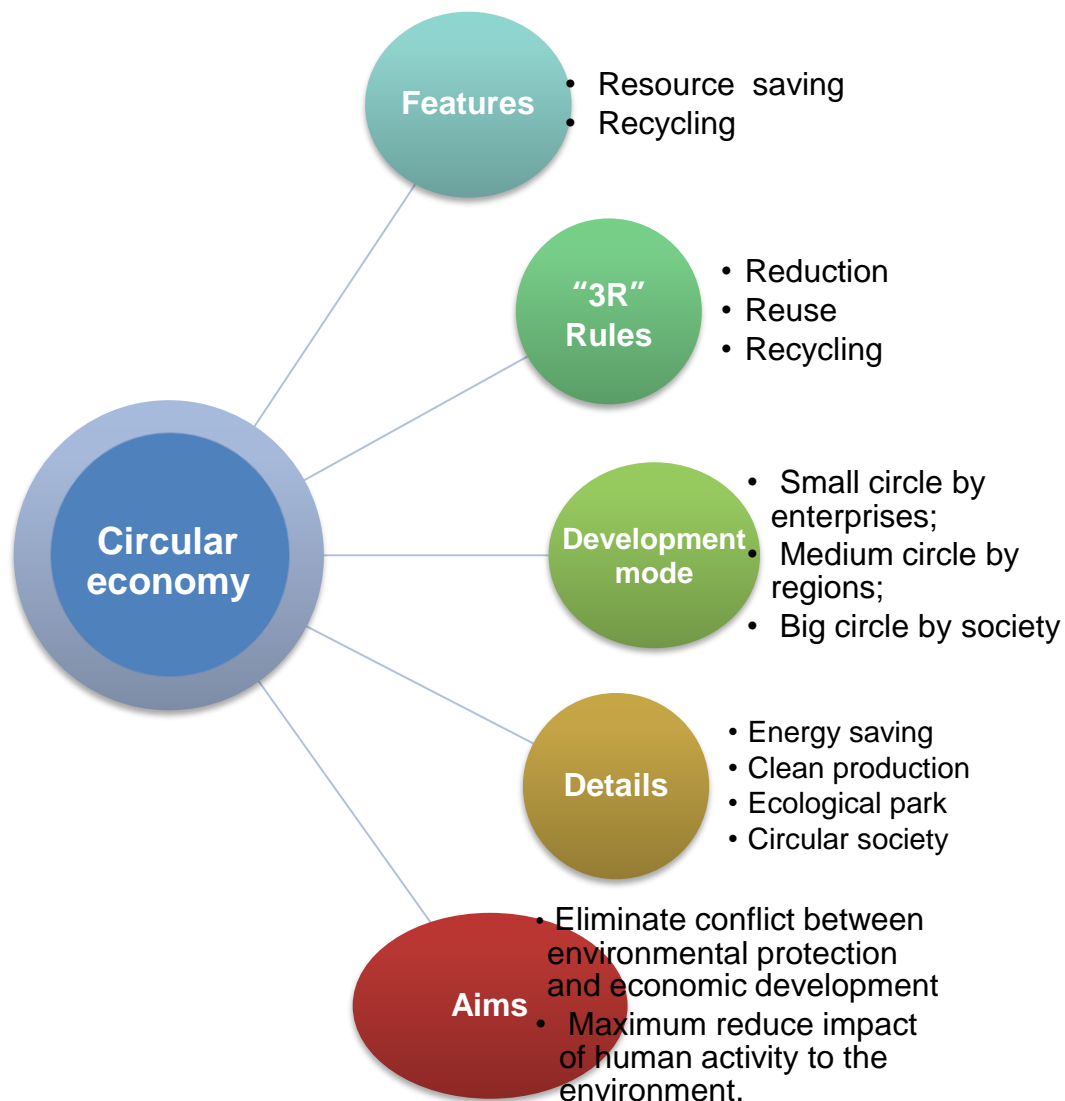 Features
• Resource saving
• Recycling
“3R”
Rules
• Reduction
• Reuse
• Recycling
Circular
economy
Development
mode
• Small circle by
enterprises;
• Medium circle by
regions;
• Big circle by society
Details
• Energy saving
• Clean production
• Ecological park
• Circular society
Aims
• Eliminate conflict between
environmental protection
and economic development
• Maximum reduce impact
of human activity to the
environment.